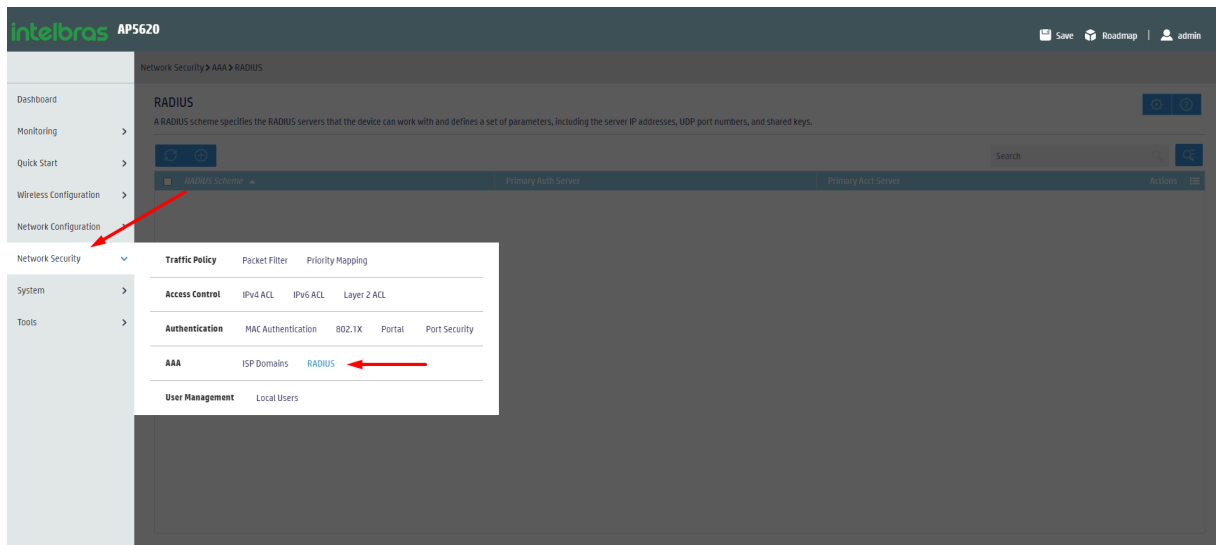 intelbras AP5620
Save Roadmap | admin
Network Security > AAA > RADIUS
Dashboard
Monitoring
Quick Start
Wireless Configuration
Network Configuration
Network Security
System
Tools
RADIUS
A RADIUS scheme specifies the RADIUS servers that the device can work with and defines a set of parameters, including the server IP addresses, UDP port numbers, and shared keys.
Search
RADIUS Scheme Primary Auth Server Primary Acct Server Actions
Traffic Policy Packet Filter Priority Mapping
Access Control IPv4 ACL IPv6 ACL Layer 2 ACL
Authentication MAC Authentication 802.1X Portal Port Security
AAA ISP Domains RADIUS
User Management Local Users